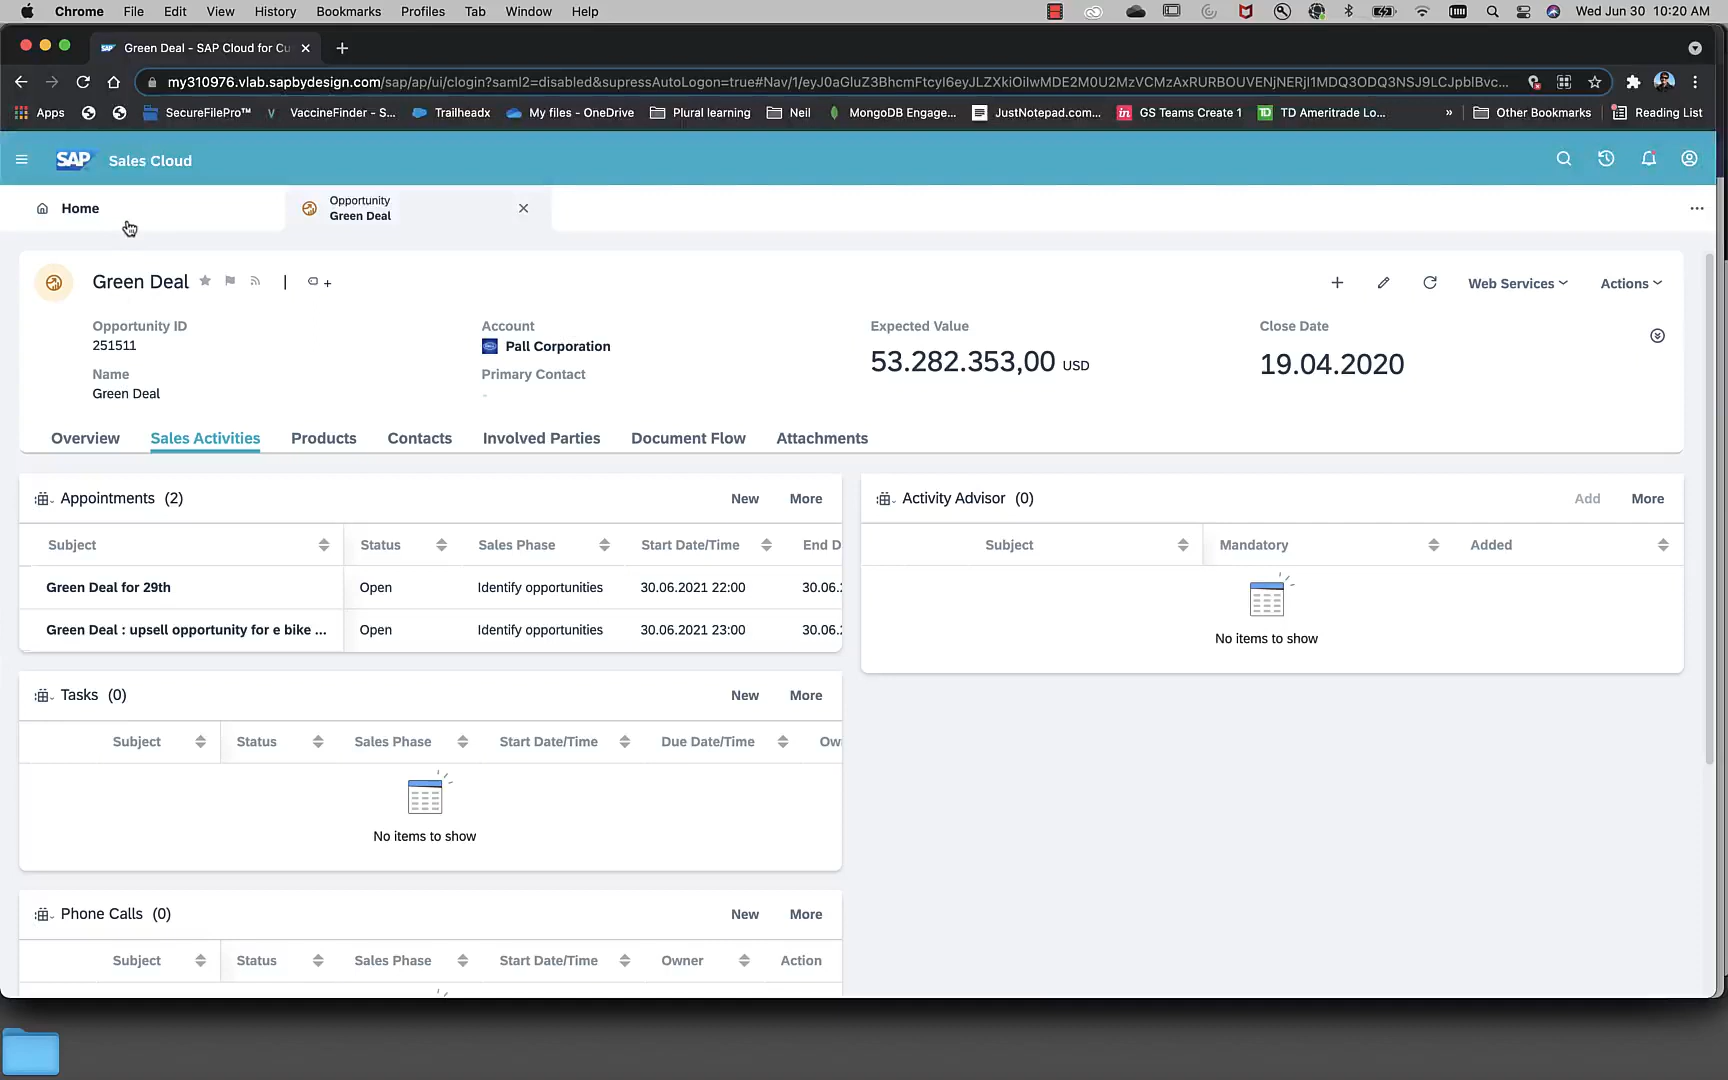 Chrome File Edit View History Bookmarks Profiles Tab Window Help Wed Jun 30 10:20 AM
Green Deal - SAP Cloud for Cu
my310976.vlab.sapbydesign.com/sap/ap/ui/clogin?saml2=disabled&supressAutoLogon=true#Nav/1/
Apps SecureFilePro™ VaccineFinder - S... Trailheadx My files - OneDrive Plural learning Neil MongoDB Engage... JustNotepad.com... GS Teams Create 1 TD Ameritrade Lo... » Other Bookmarks Reading List
SAP Sales Cloud
Home
Opportunity
Green Deal
Green Deal
Web Services Actions
Opportunity ID
251511
Name
Green Deal
Account
Pall Corporation
Primary Contact
-
Expected Value
53.282.353,00 USD
Close Date
19.04.2020
Overview Sales Activities Products Contacts Involved Parties Document Flow Attachments
Appointments (2) New More
Subject Status Sales Phase Start Date/Time End D
Green Deal for 29th Open Identify opportunities 30.06.2021 22:00 30.06.
Green Deal : upsell opportunity for e bike ... Open Identify opportunities 30.06.2021 23:00 30.06.
Activity Advisor (0) Add More
Subject Mandatory Added
No items to show
Tasks (0) New More
Subject Status Sales Phase Start Date/Time Due Date/Time Ow
No items to show
Phone Calls (0) New More
Subject Status Sales Phase Start Date/Time Owner Action